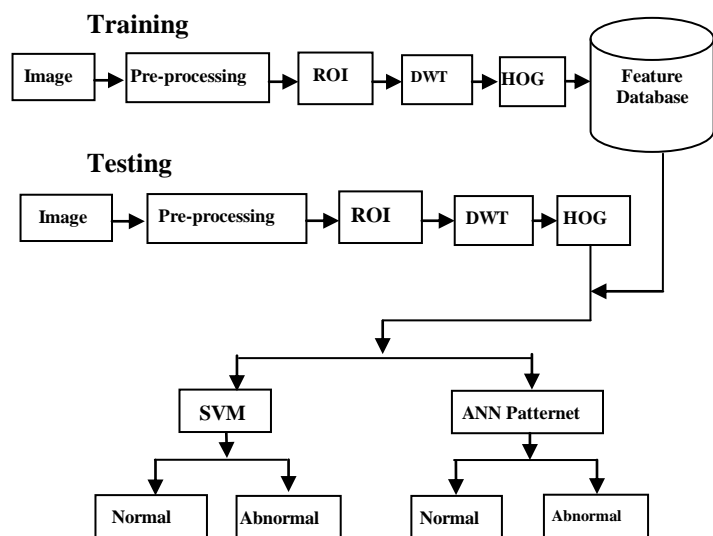 Training
Image
Pre-processing
ROI
DWT
HOG
Feature
Database
Testing
Image
Pre-processing
ROI
DWT
HOG
SVM
ANN Patternet
Normal
Abnormal
Normal
Abnormal